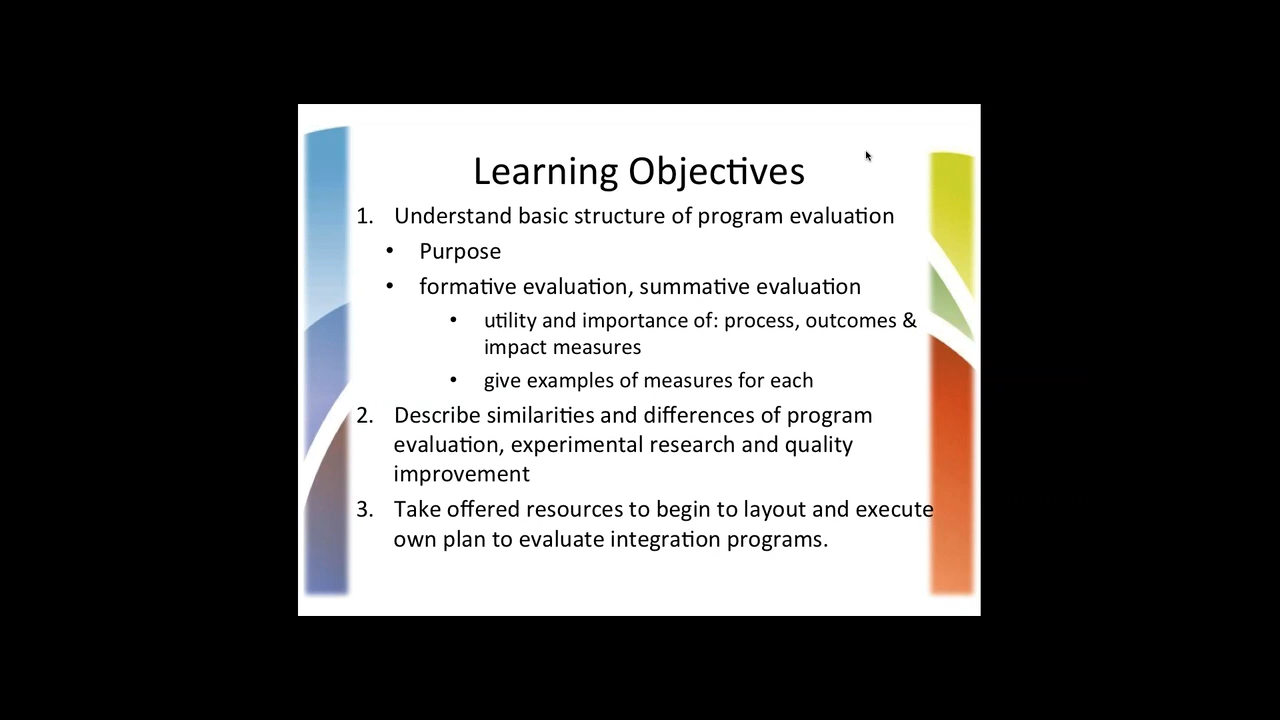 Learning Objectives
1. Understand basic structure of program evaluation
• Purpose
• formative evaluation, summative evaluation
• utility and importance of: process, outcomes &
impact measures
• give examples of measures for each
2. Describe similarities and differences of program
evaluation, experimental research and quality
improvement
3. Take offered resources to begin to layout and execute
own plan to evaluate integration programs.